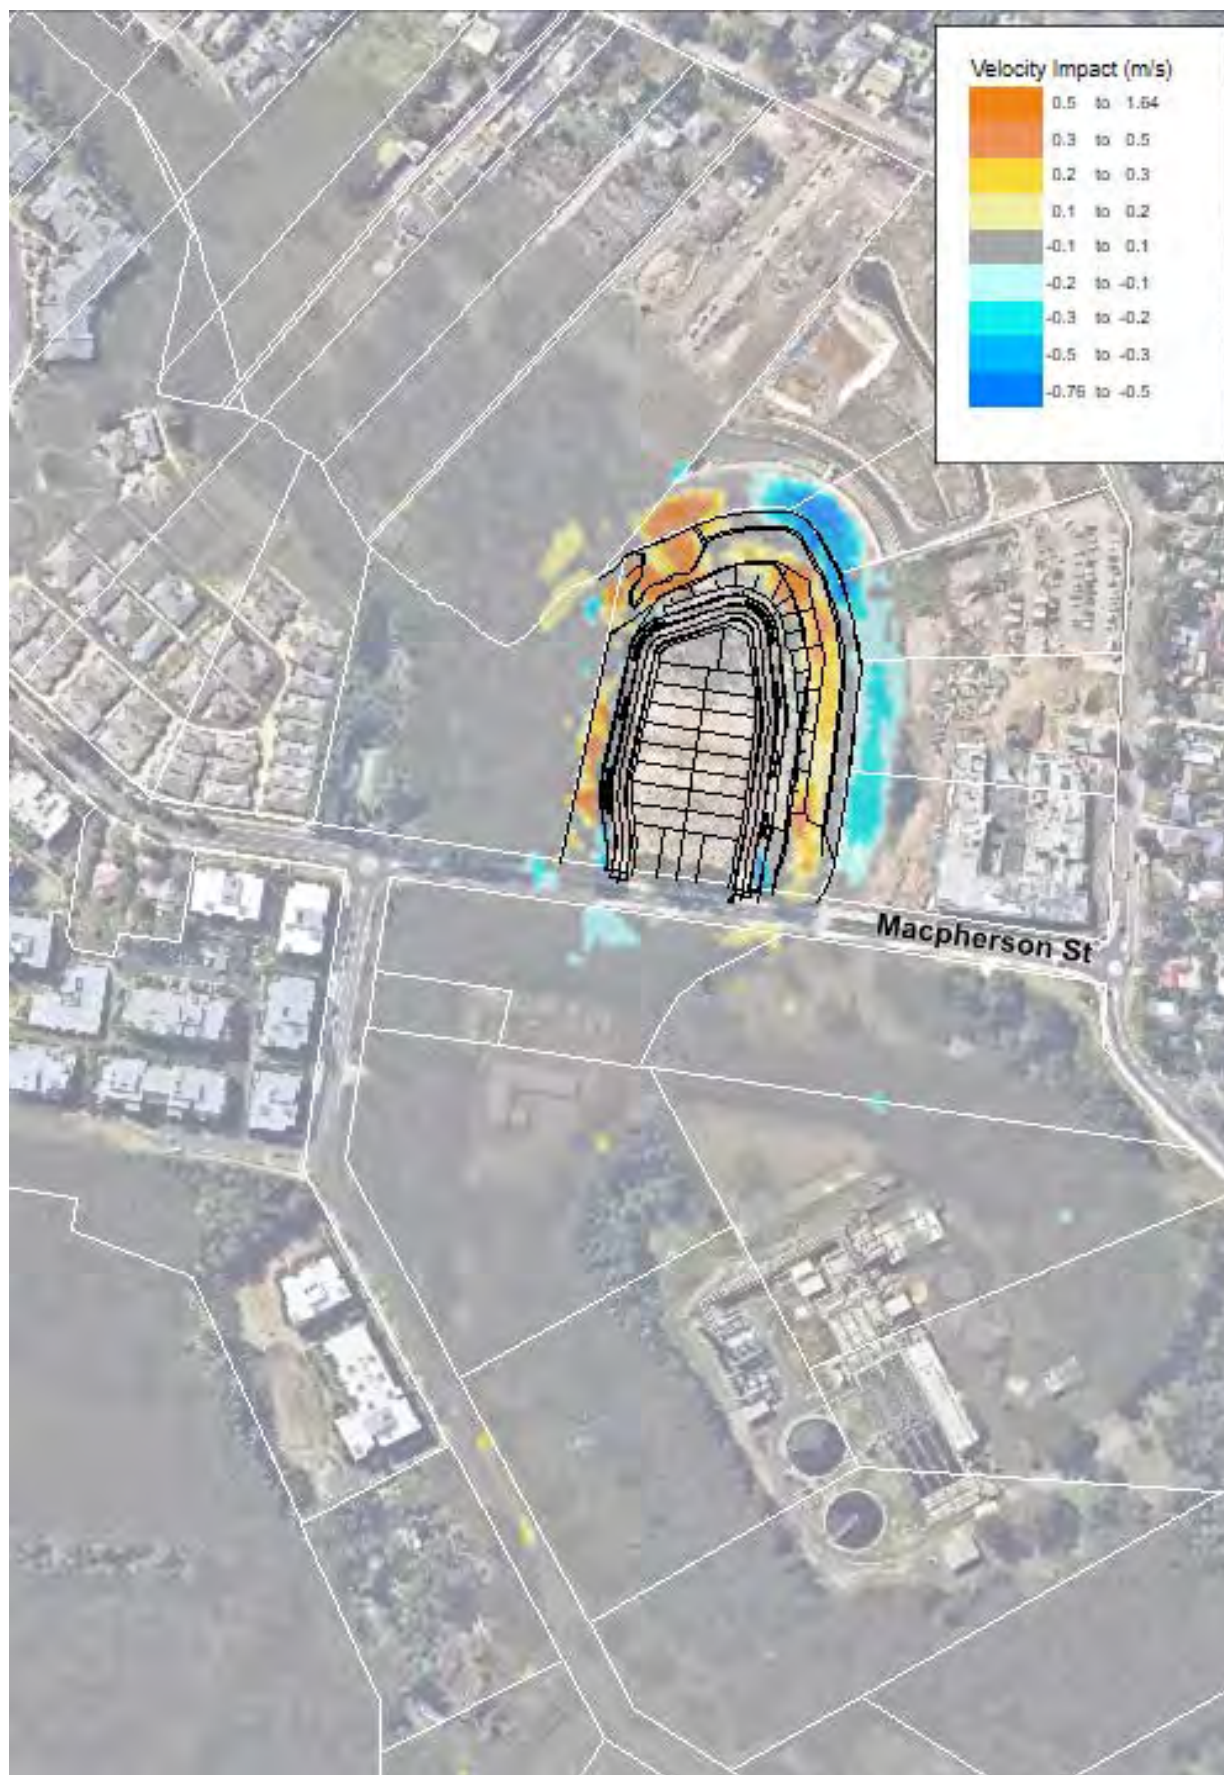 Velocity Impact (m/s)
0.5 to 1.64
0.3 to 0.5
0.2 to 0.3
0.1 to 0.2
-0.1 to 0.1
-0.2 to -0.1
-0.3 to -0.2
-0.5 to -0.3
-0.76 to -0.5
Macpherson St